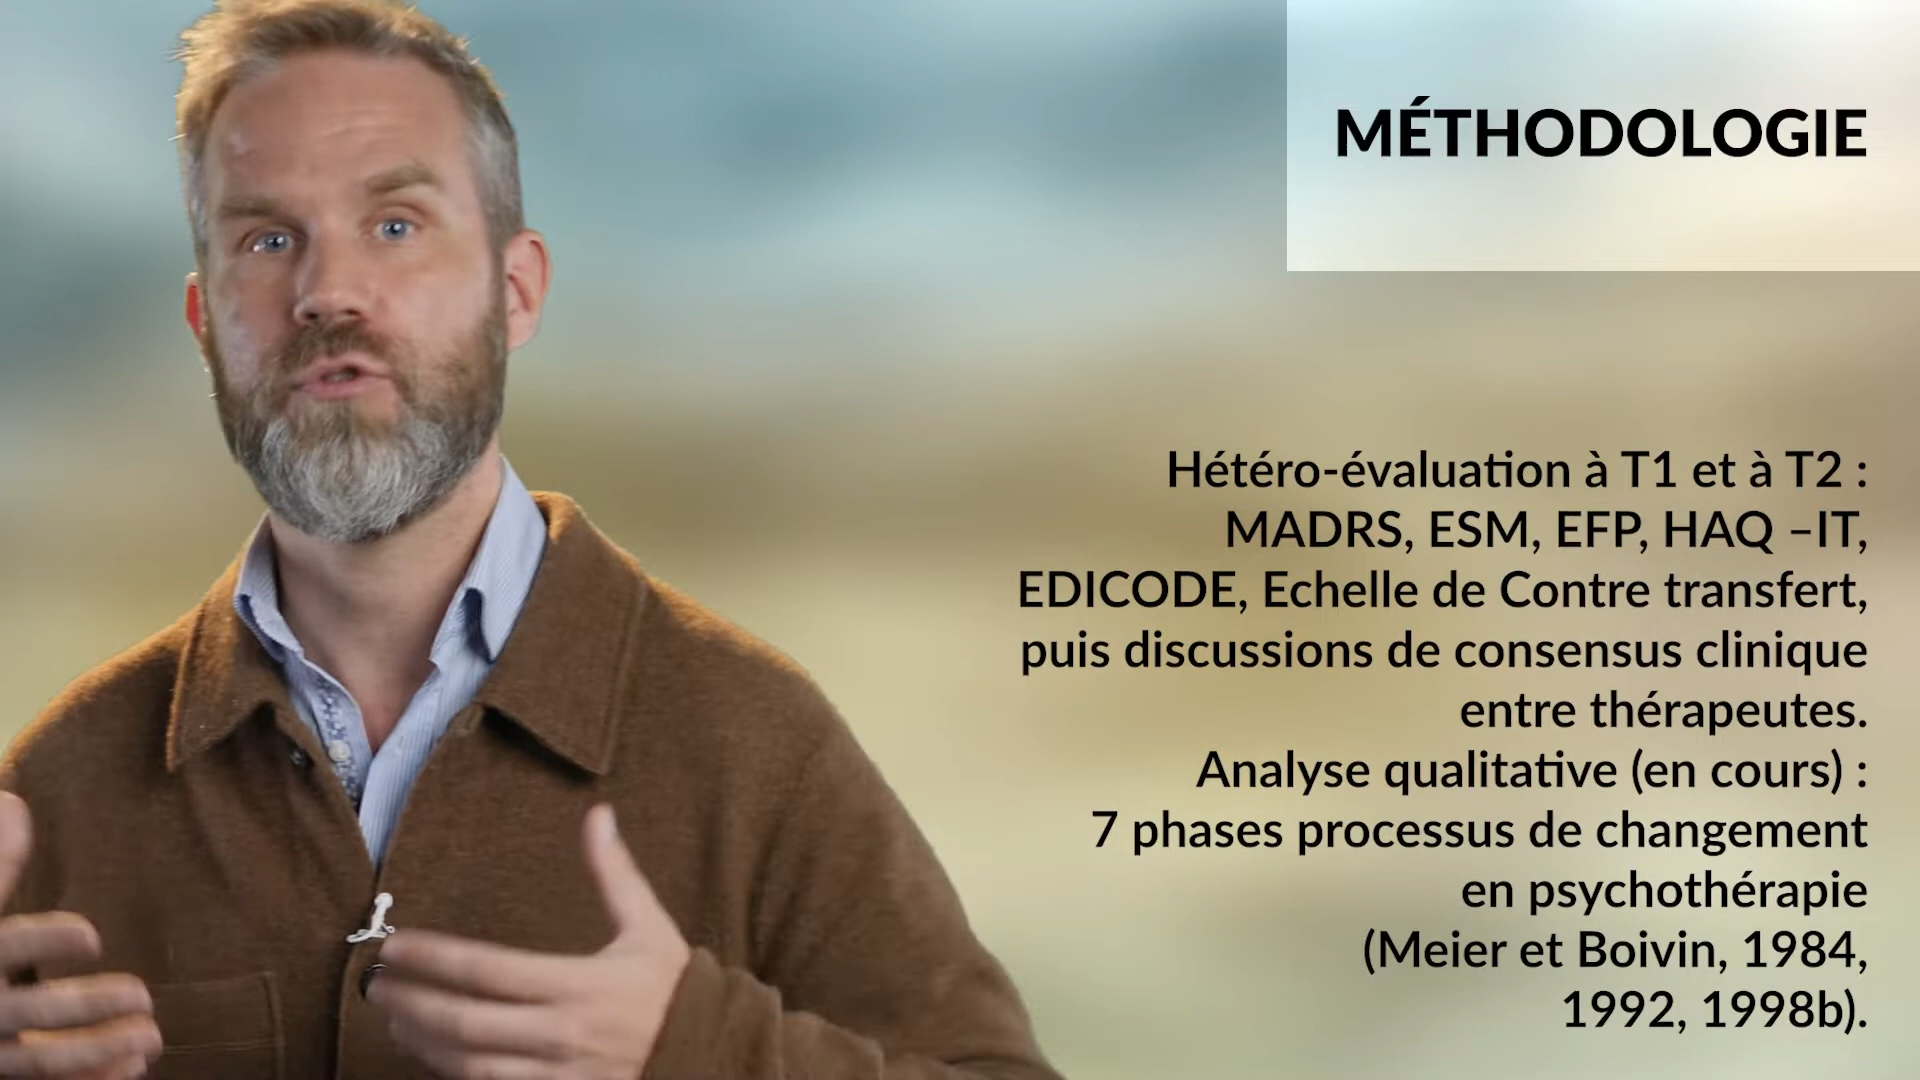 MÉTHODOLOGIE
Hétéro-évaluation à T1 et à T2 :
MADRS, ESM, EFP, HAQ –IT,
EDICODE, Echelle de Contre transfert,
puis discussions de consensus clinique
entre thérapeutes.
Analyse qualitative (en cours) :
7 phases processus de changement
en psychothérapie
(Meier et Boivin, 1984,
1992, 1998b).